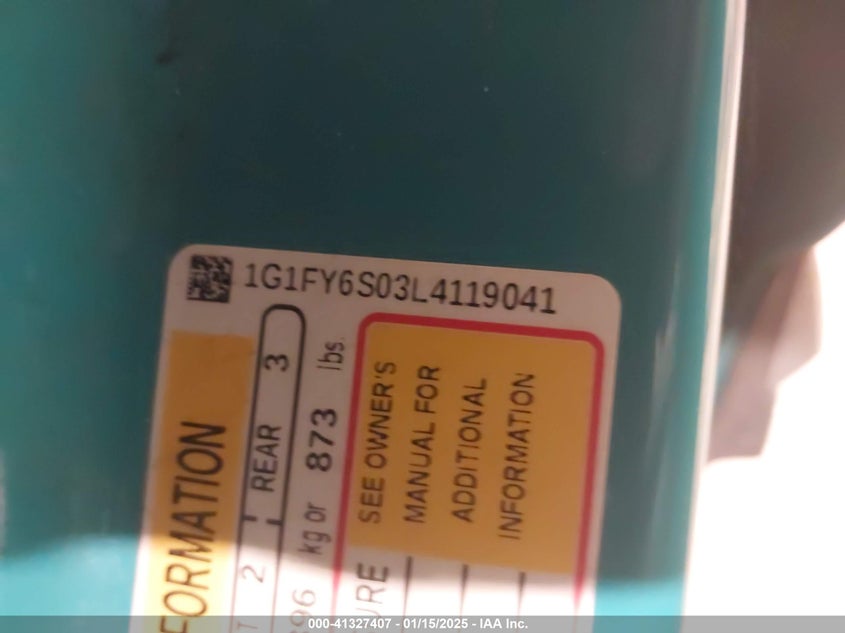 1G1FY6S03L4119041
FORMATION
2 REAR 3
kg or 873 lbs.
SEE OWNER'S
MANUAL FOR
ADDITIONAL
INFORMATION
000-41327407 - 01/15/2025 - IAA Inc.